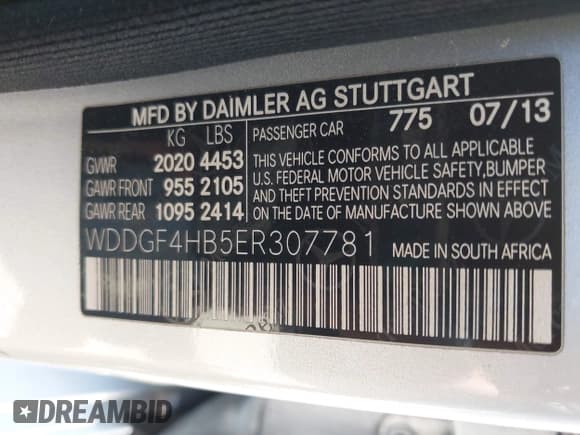 MFD BY DAIMLER AG STUTTGART
KG LBS PASSENGER CAR 775 07/13
GVWR 2020 4453
GAWR FRONT 955 2105
GAWR REAR 1095 2414
THIS VEHICLE CONFORMS TO ALL APPLICABLE
U.S. FEDERAL MOTOR VEHICLE SAFETY, BUMPER
AND THEFT PREVENTION STANDARDS IN EFFECT
ON THE DATE OF MANUFACTURE SHOWN ABOVE
WDDGF4HB5ER307781 MADE IN SOUTH AFRICA
DREAMBID